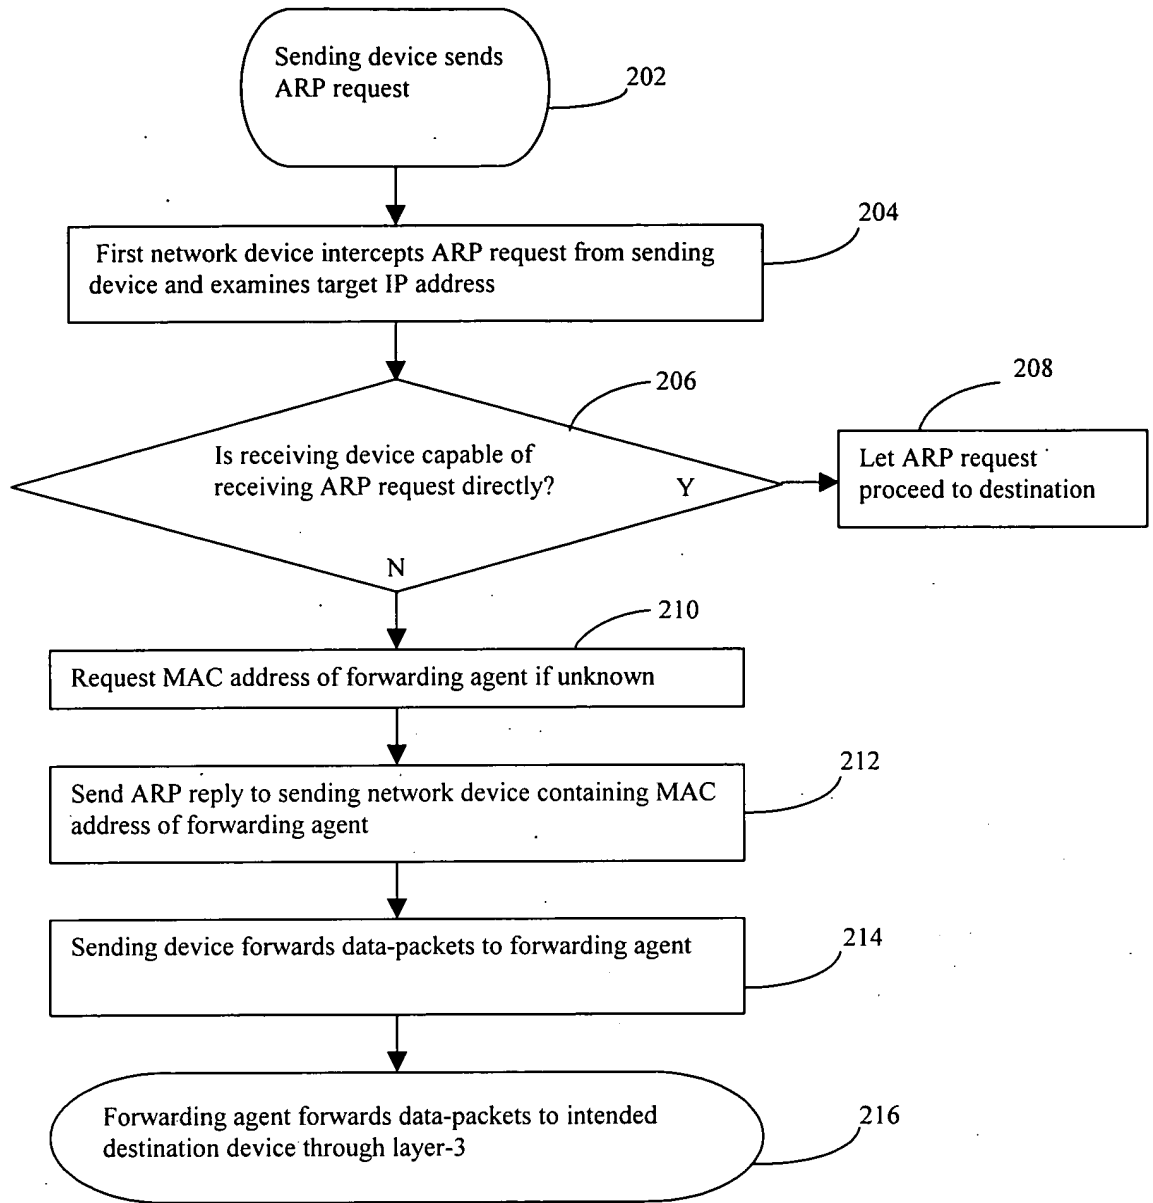 Sending device sends
ARP request
202
204
First network device intercepts ARP request from sending
device and examines target IP address
206
208
Is receiving device capable of
receiving ARP request directly?
Y
Let ARP request
proceed to destination
N
210
Request MAC address of forwarding agent if unknown
212
Send ARP reply to sending network device containing MAC
address of forwarding agent
Sending device forwards data-packets to forwarding agent
214
Forwarding agent forwards data-packets to intended
destination device through layer-3
216